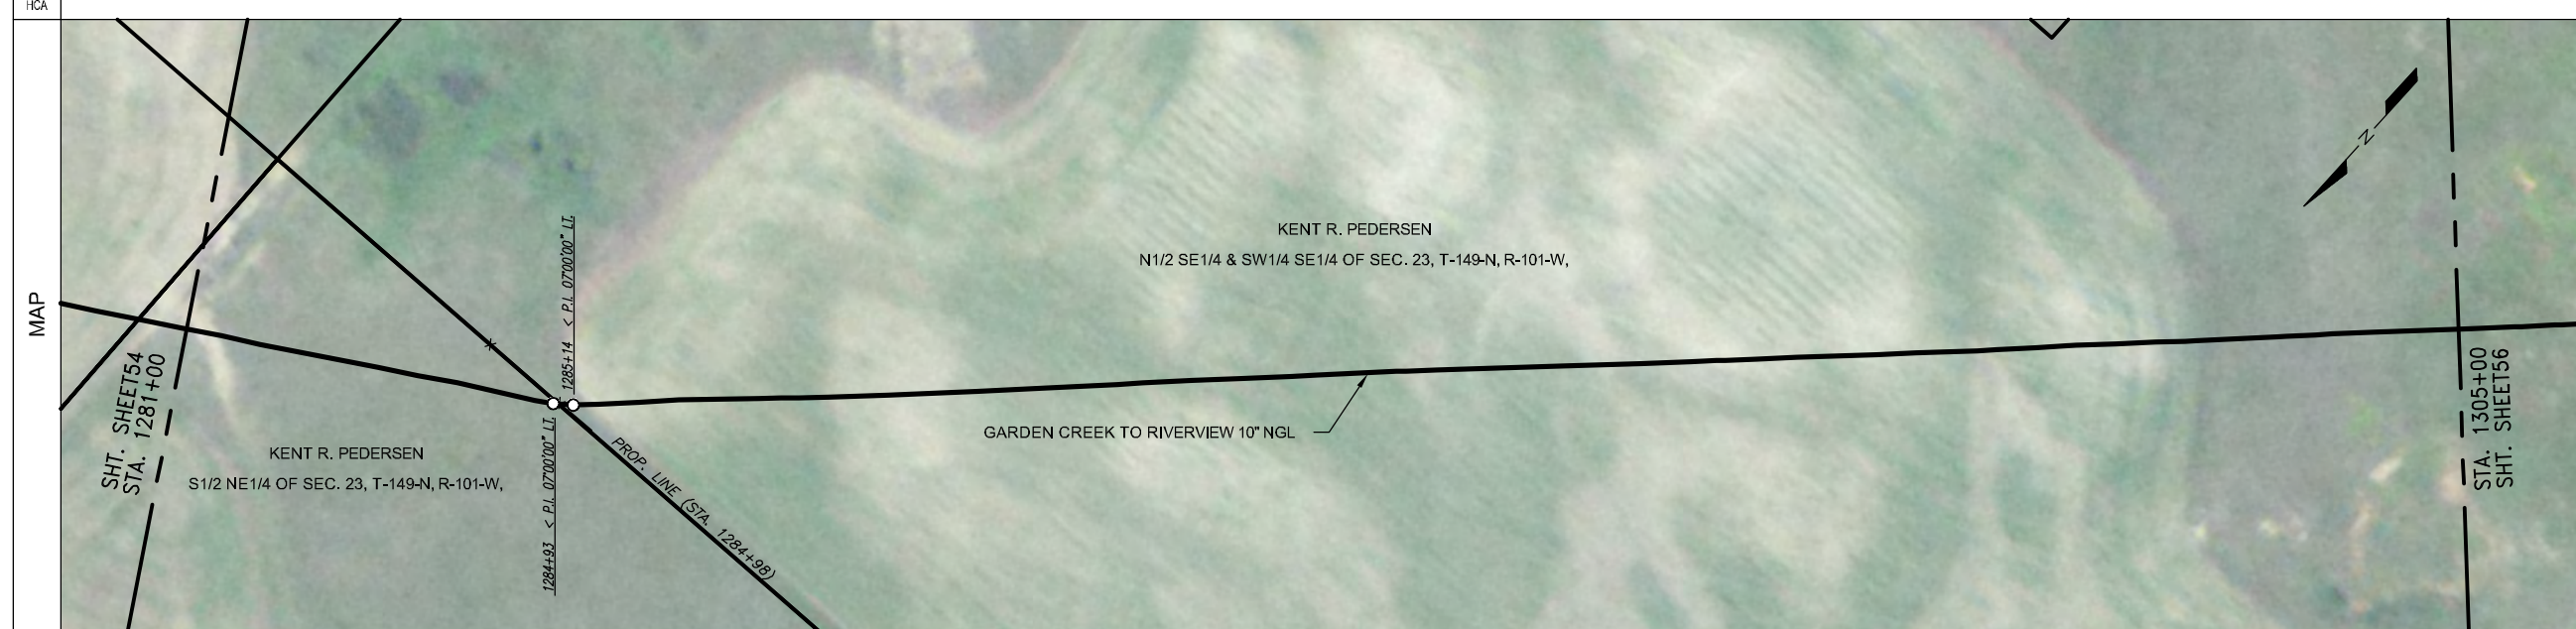 HCA
MAP
SHT. SHEET54
STA. 1281+00
KENT R. PEDERSEN
S1/2 NE1/4 OF SEC. 23, T-149-N, R-101-W,
1284+93 < P.I. 07°00'00" LT.
1285+14 < P.I. 07°00'00" LT.
PROP. LINE (STA. 1284+98)
KENT R. PEDERSEN
N1/2 SE1/4 & SW1/4 SE1/4 OF SEC. 23, T-149-N, R-101-W,
GARDEN CREEK TO RIVERVIEW 10" NGL
N
STA. 1305+00
SHT. SHEET56